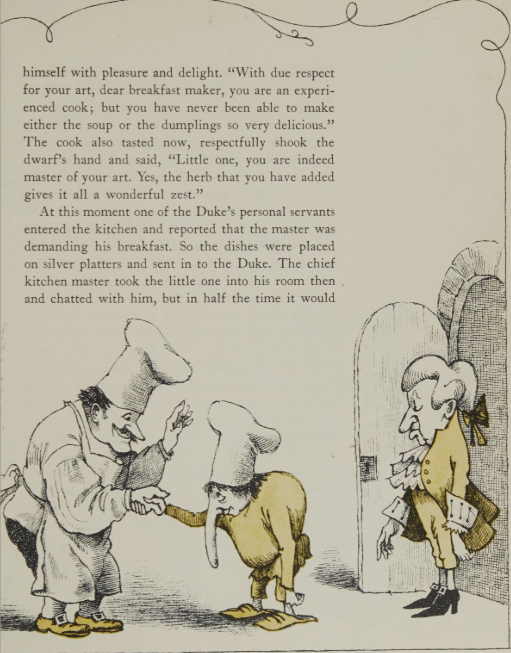 himself with pleasure and delight. “With due respect
for your art, dear breakfast maker, you are an experi-
enced cook; but you have never been able to make
either the soup or the dumplings so very delicious.”
The cook also tasted now, respectfully shook the
dwarf’s hand and said, “Little one, you are indeed
master of your art. Yes, the herb that you have added
gives it all a wonderful zest.”
At this moment one of the Duke’s personal servants
entered the kitchen and reported that the master was
demanding his breakfast. So the dishes were placed
on silver platters and sent in to the Duke. The chief
kitchen master took the little one into his room then
and chatted with him, but in half the time it would